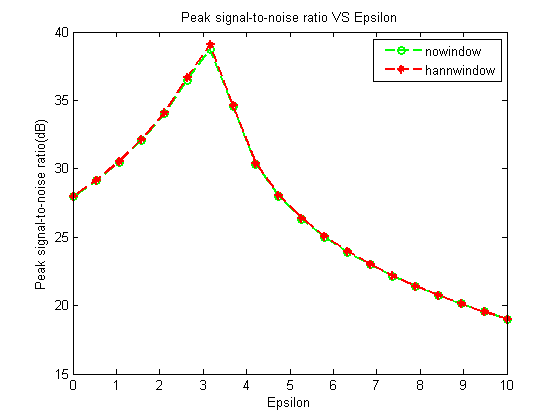 Peak signal-to-noise ratio VS Epsilon
nowindow
hannwindow
Peak signal-to-noise ratio(dB)
40
35
30
25
20
15
0 1 2 3 4 5 6 7 8 9 10
Epsilon